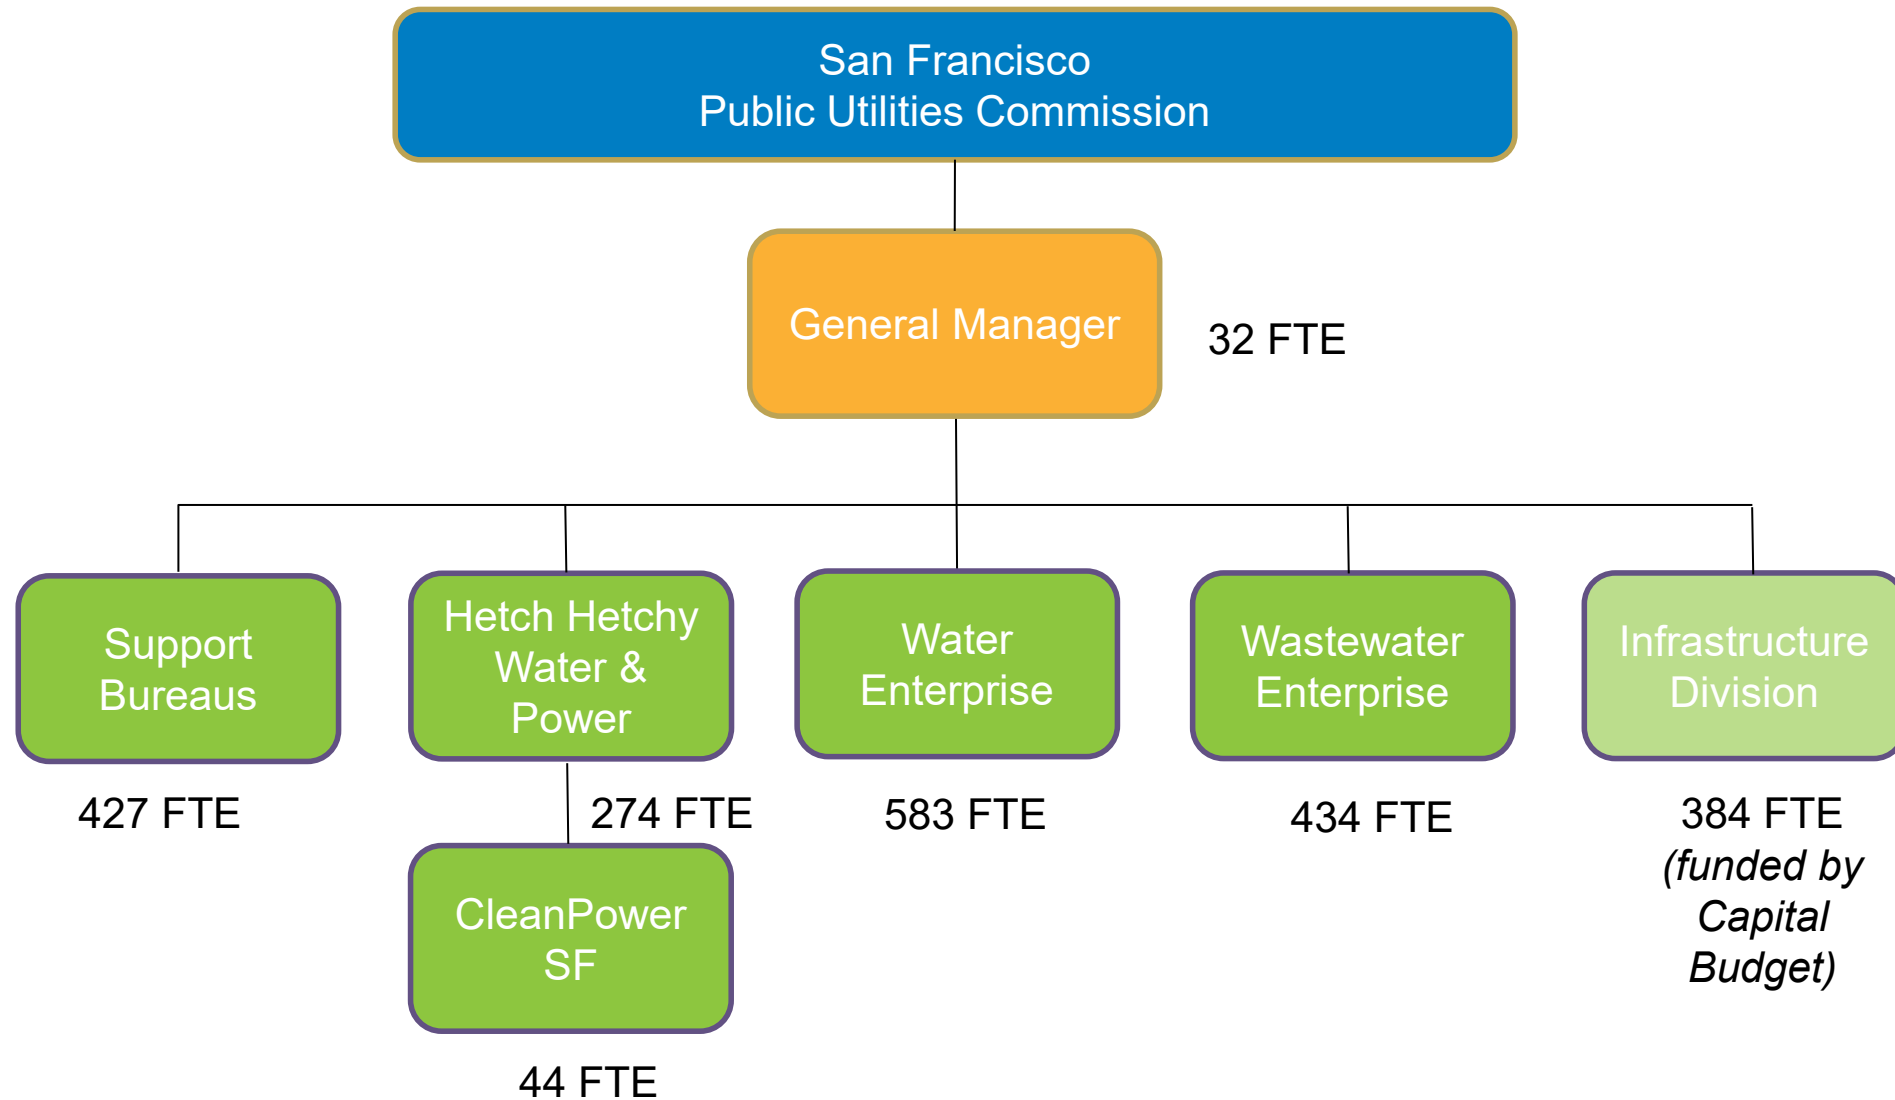 San Francisco
Public Utilities Commission
General Manager
32 FTE
Support
Bureaus
427 FTE
Hetch Hetchy
Water &
Power
274 FTE
CleanPower
SF
44 FTE
Water
Enterprise
583 FTE
Wastewater
Enterprise
434 FTE
Infrastructure
Division
384 FTE
(funded by
Capital
Budget)